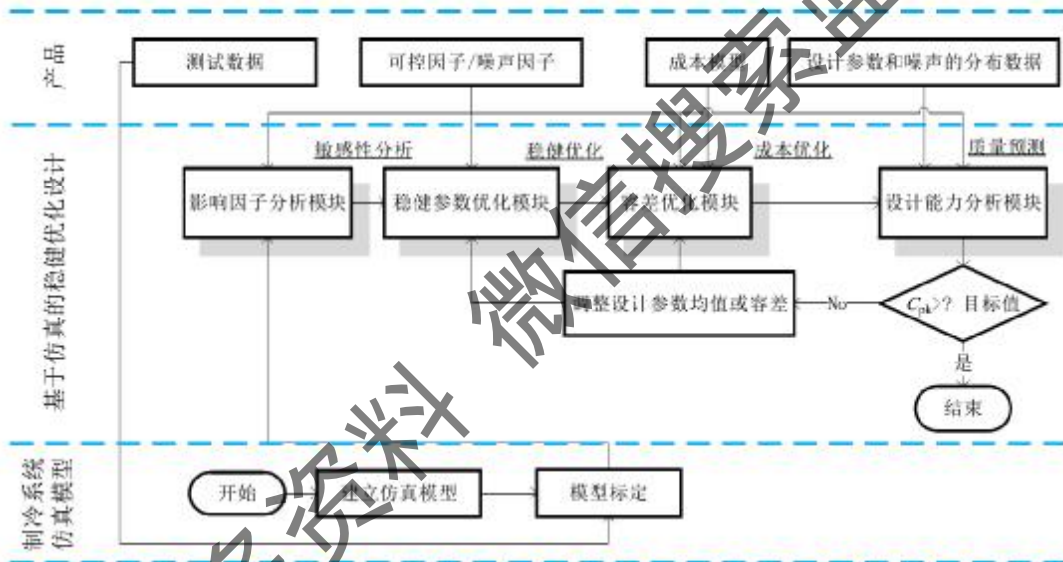 产品
测试数据
可控因子/噪声因子
成本模型
设计参数和噪声的分布数据
基于仿真的稳健优化设计
敏感性分析
稳健优化
成本优化
质量预测
影响因子分析模块
稳健参数优化模块
容差优化模块
设计能力分析模块
调整设计参数均值或容差
No
Cpk>? 目标值
是
结束
制冷系统
仿真模型
开始
建立仿真模型
模型标定
资料 微信搜索